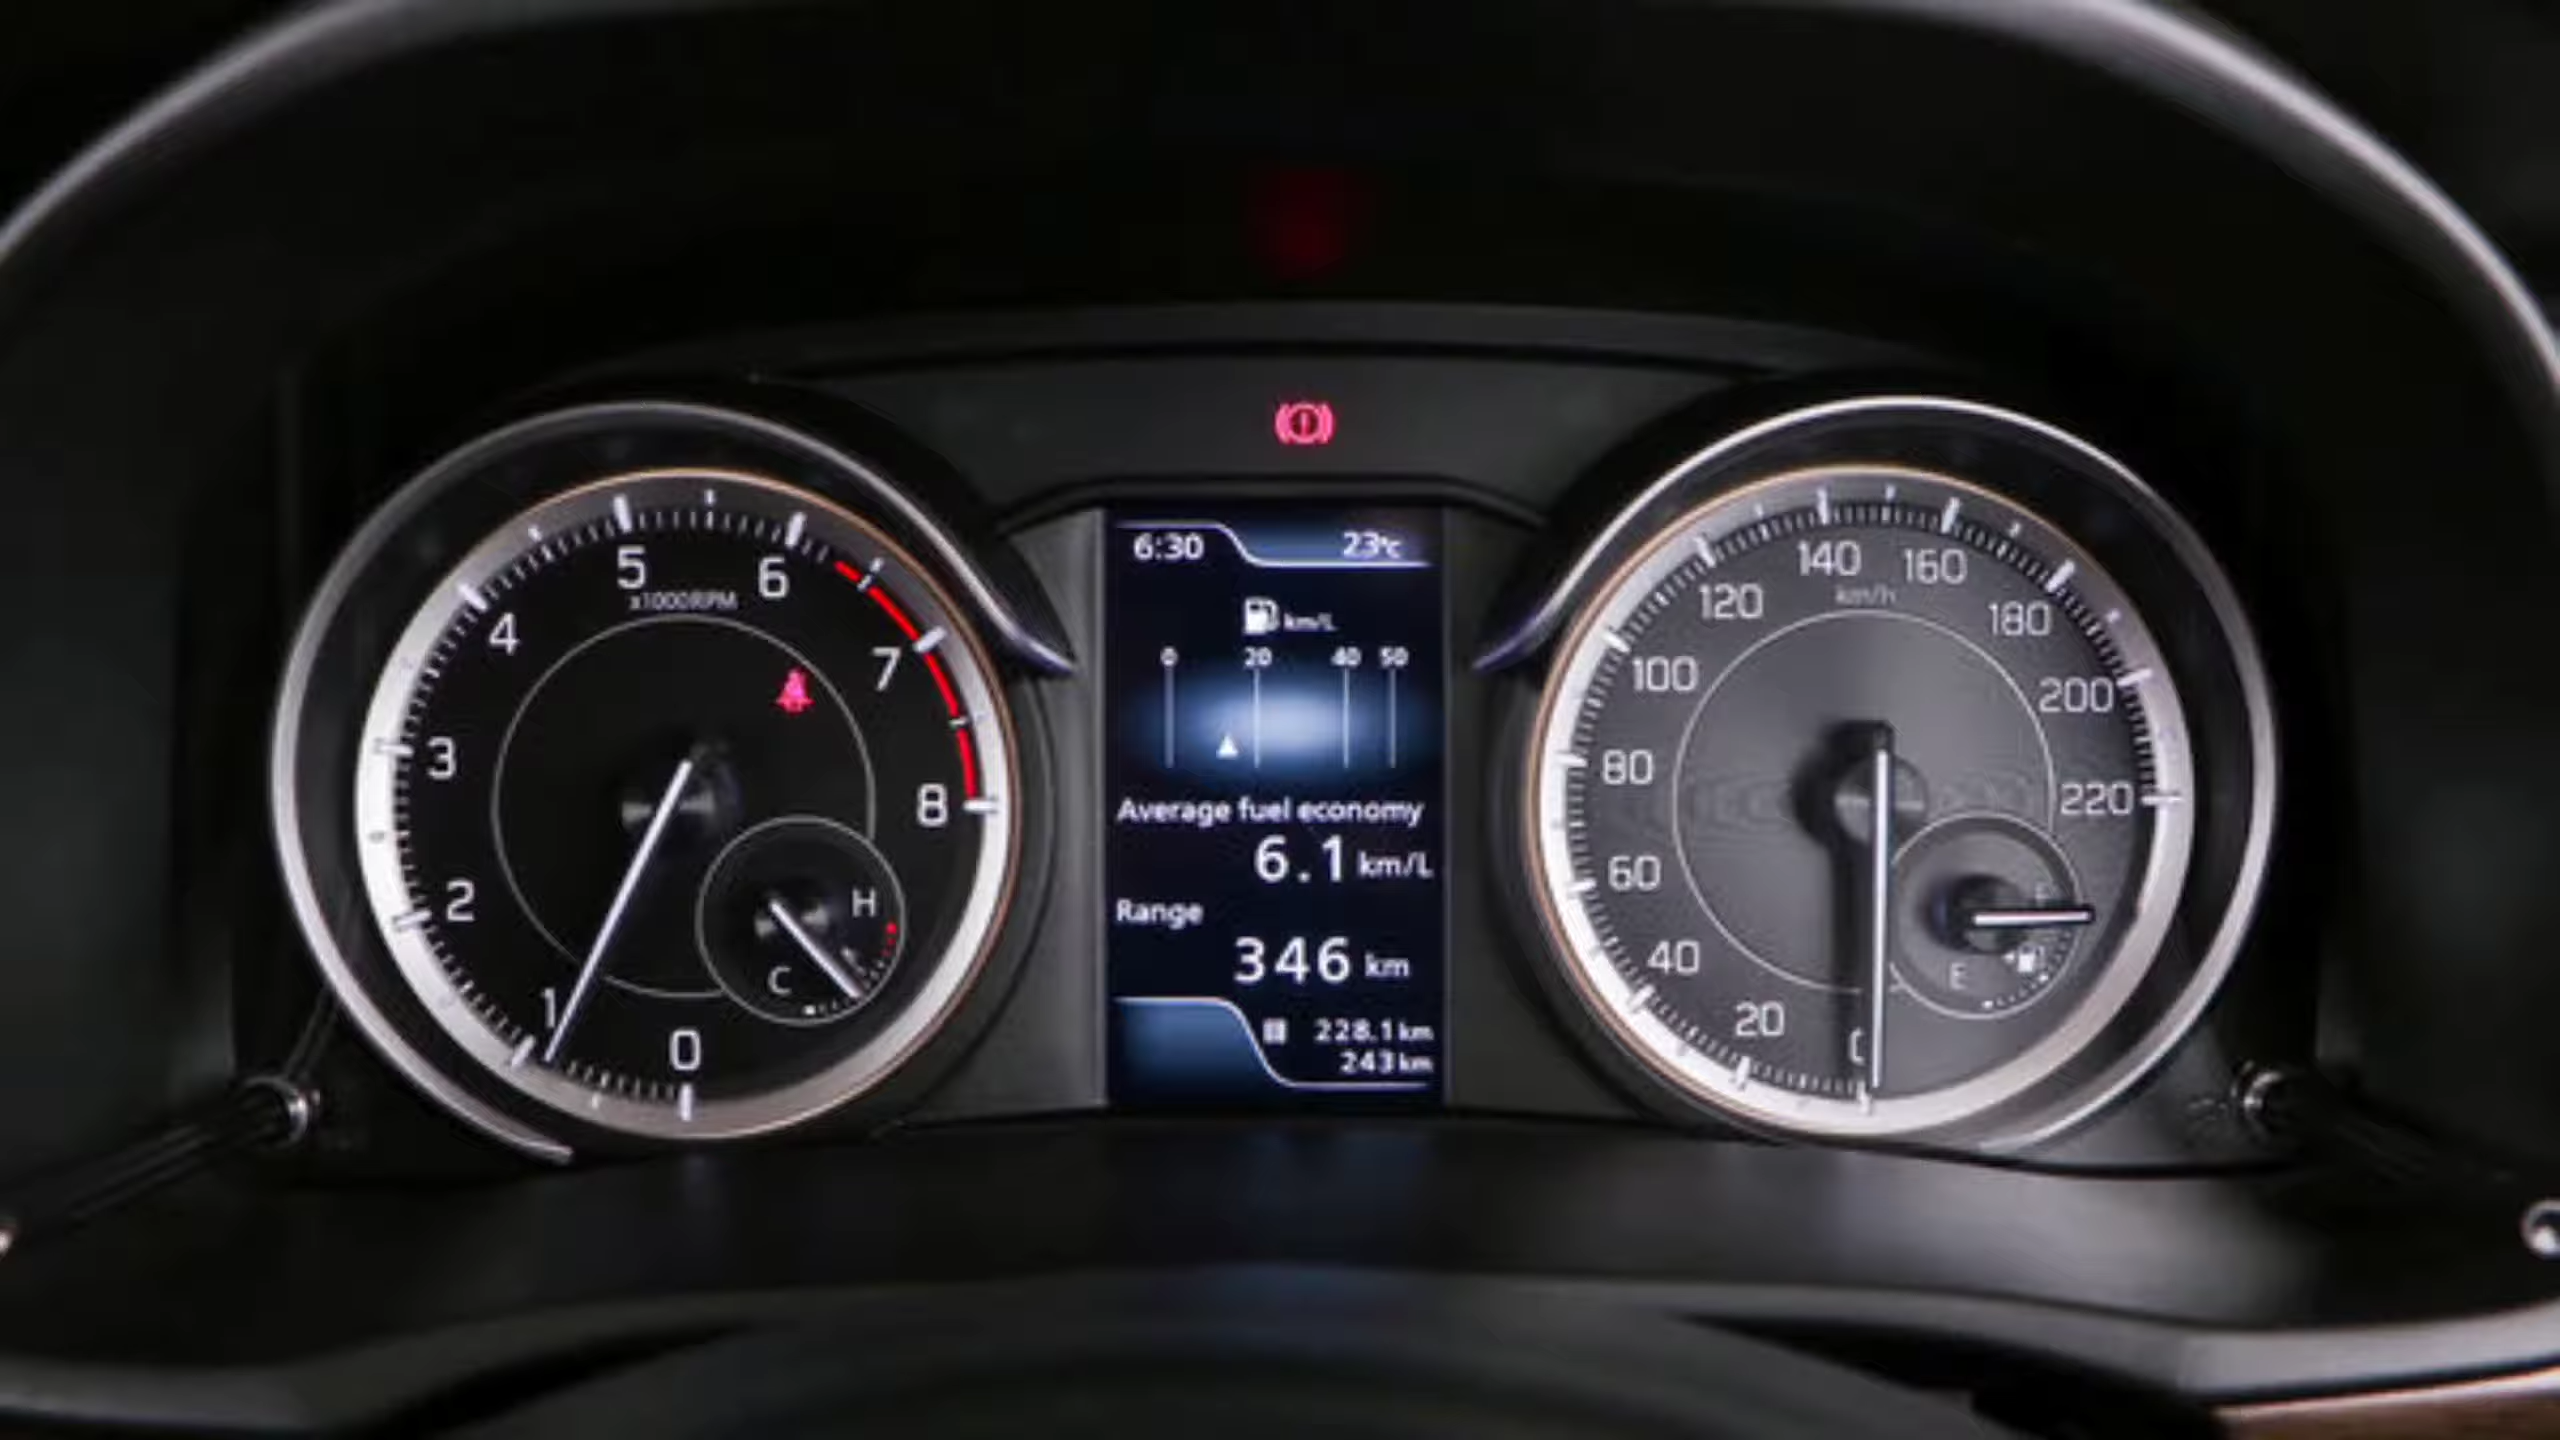 5
6
x1000RPM
4
7
3
8
2
H
C
1
0
6:30 23°C
km/L
0 20 40 50
Average fuel economy
6.1 km/L
Range
346 km
228.1 km
243 km
140
160
km/h
120
180
100
200
80
220
60
F
E
40
20
0